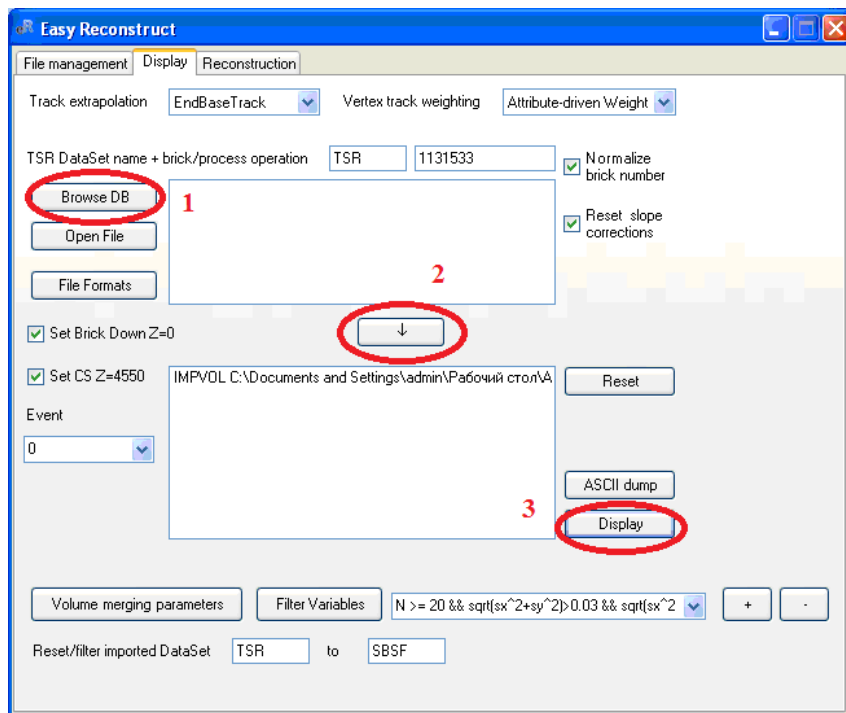 Easy Reconstruct
File management Display Reconstruction
Track extrapolation EndBaseTrack Vertex track weighting Attribute-driven Weight
TSR DataSet name + brick/process operation TSR 1131533
Normalize
brick number
Browse DB 1
Reset slope
corrections
Open File
2
File Formats
Set Brick Down Z=0 ↓
Set CS Z=4550 IMPVOL C:\Documents and Settings\admin\Рабочий стол\A Reset
Event
0
ASCII dump
3
Display
Volume merging parameters Filter Variables N >= 20 && sqrt(sx^2+sy^2)>0.03 && sqrt(sx^2 + -
Reset/filter imported DataSet TSR to SBSF